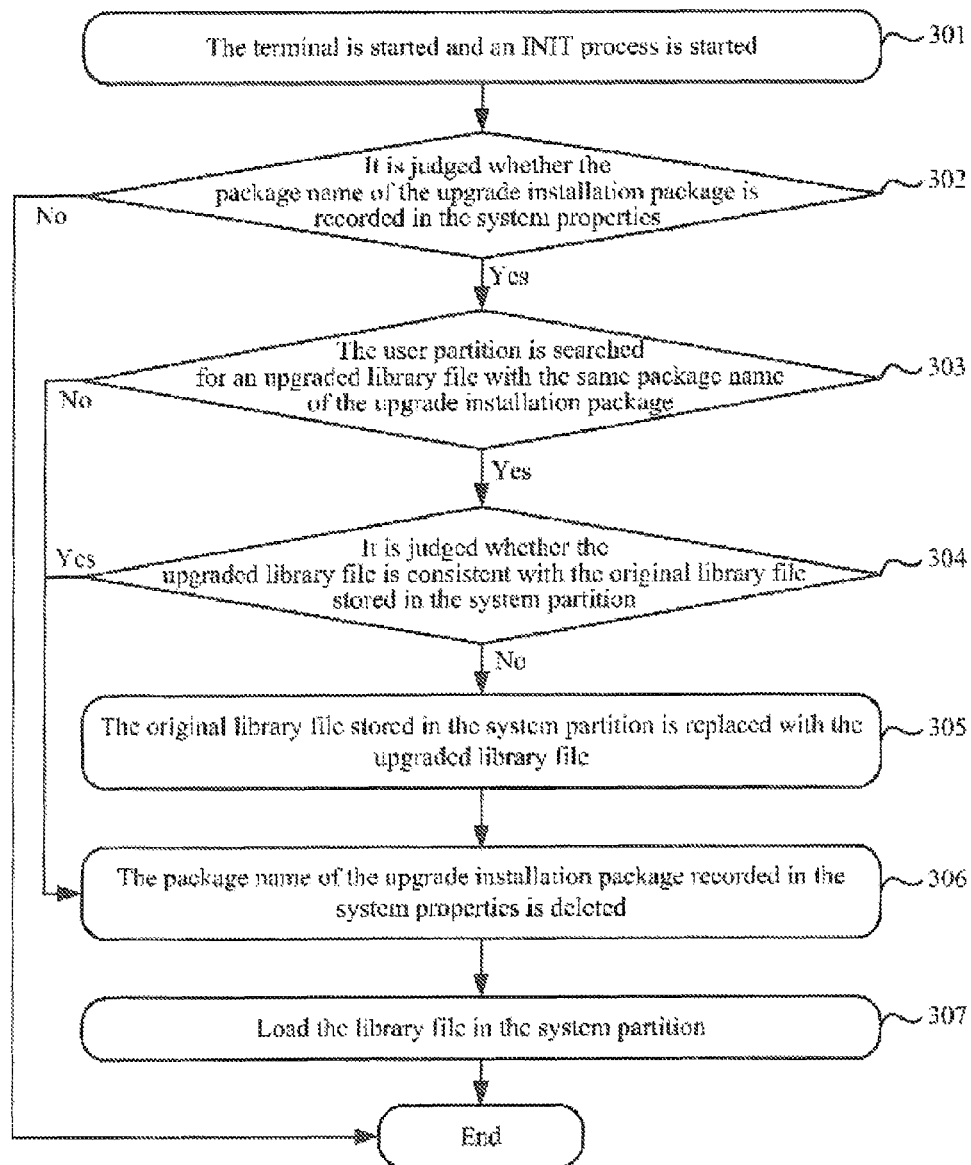 The terminal is started and an INIT process is started
301
It is judged whether the
package name of the upgrade installation package is
recorded in the system properties
302
No
Yes
The user partition is searched
for an upgraded library file with the same package name
of the upgrade installation package
303
No
Yes
It is judged whether the
upgraded library file is consistent with the original library file
stored in the system partition
304
Yes
No
The original library file stored in the system partition is replaced with the
upgraded library file
305
The package name of the upgrade installation package recorded in the
system properties is deleted
306
Load the library file in the system partition
307
End